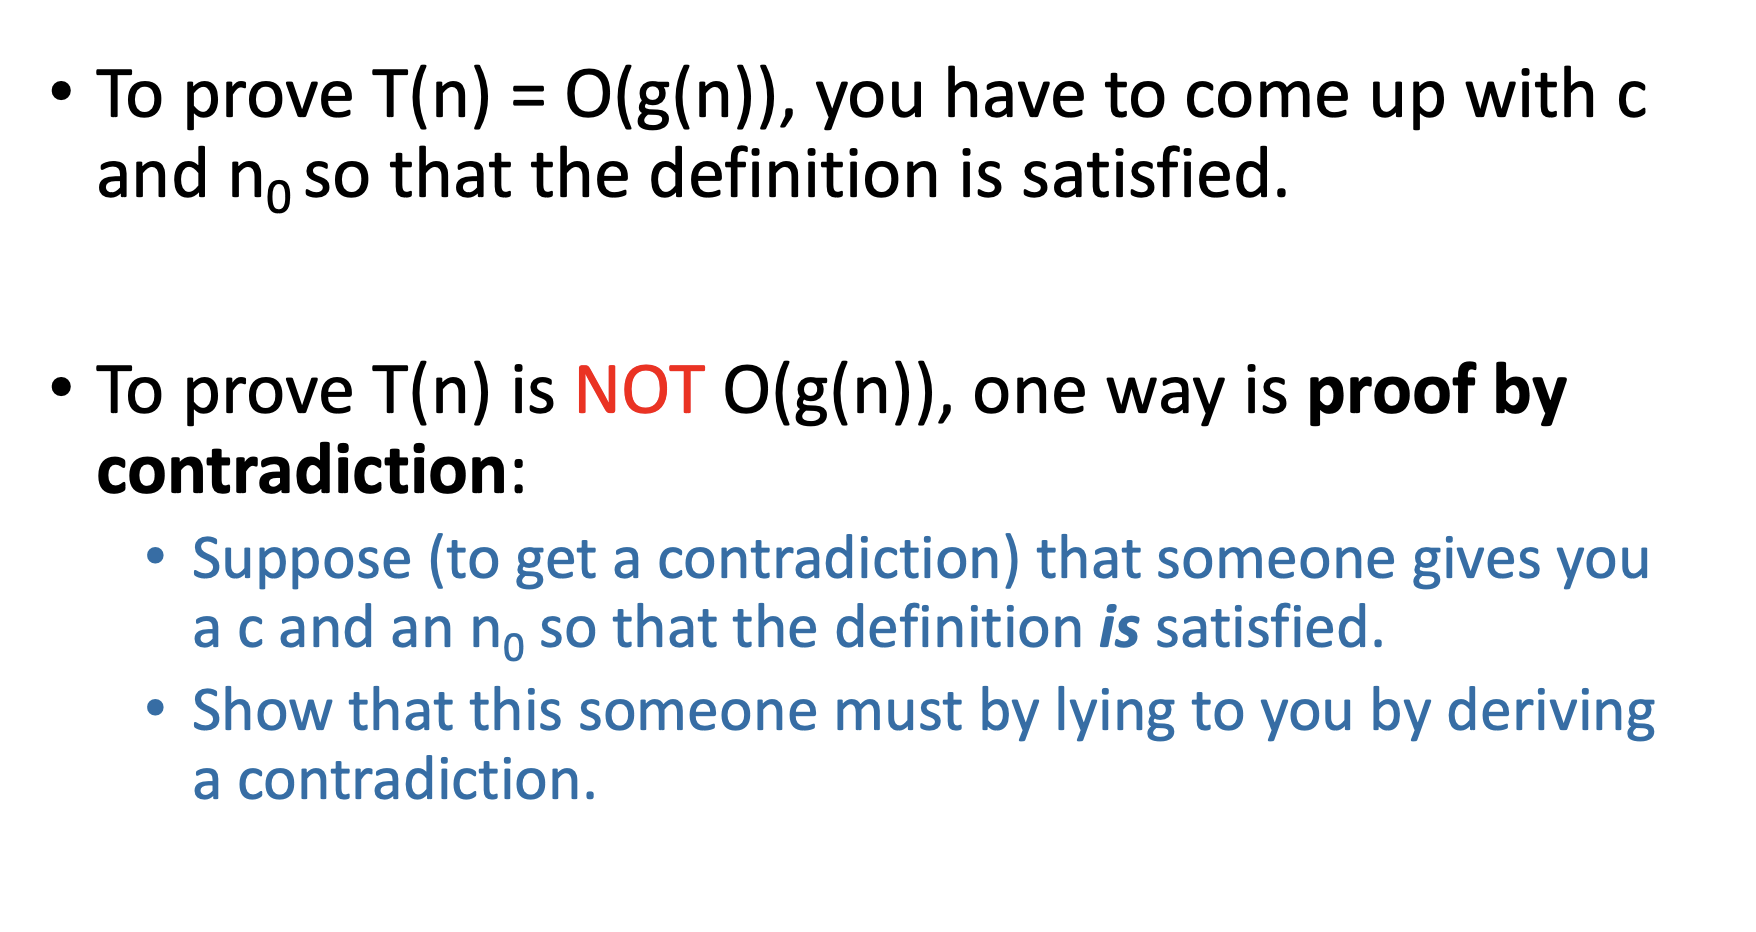 • To prove T(n) = O(g(n)), you have to come up with c
and n₀ so that the definition is satisfied.
• To prove T(n) is NOT O(g(n)), one way is proof by
contradiction:
• Suppose (to get a contradiction) that someone gives you
a c and an n₀ so that the definition is satisfied.
• Show that this someone must by lying to you by deriving
a contradiction.